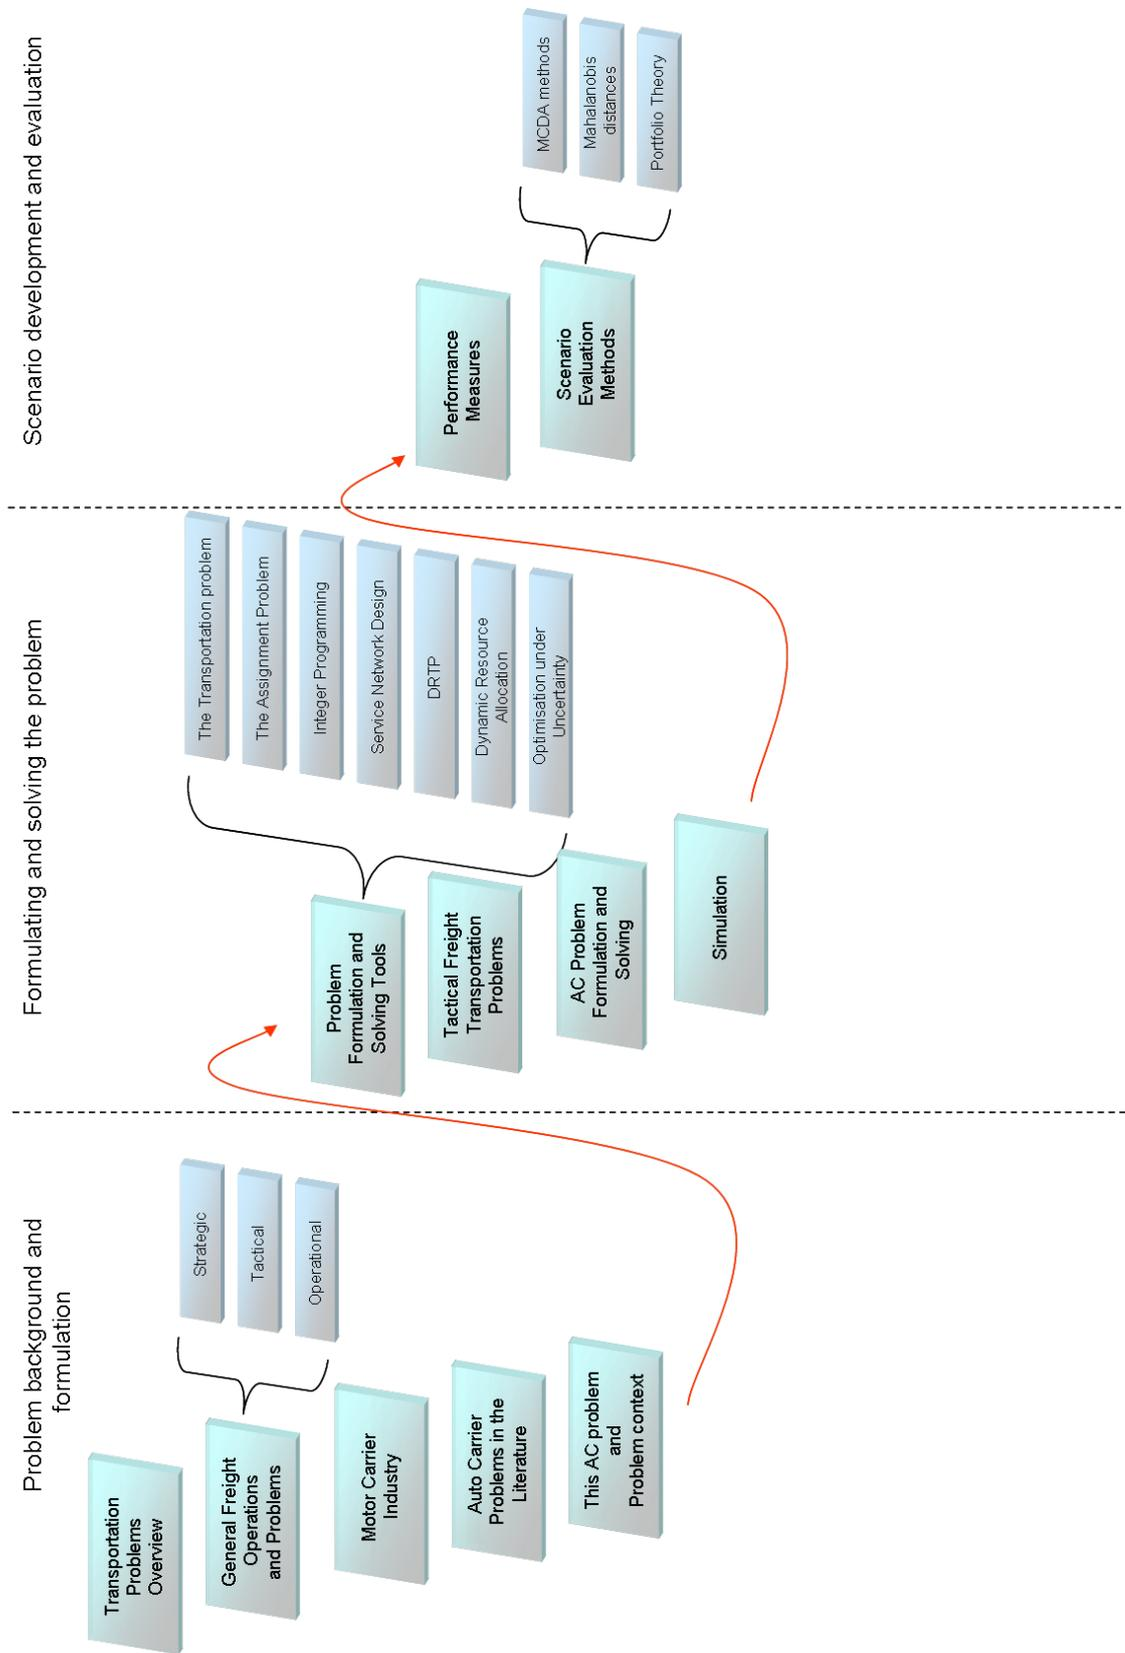 Problem background and
formulation
Transportation
Problems
Overview
General Freight
Operations
and Problems
Strategic
Tactical
Operational
Motor Carrier
Industry
Auto Carrier
Problems in the
Literature
This AC problem
and
Problem context
Formulating and solving the problem
Problem
Formulation and
Solving Tools
The Transportation problem
The Assignment Problem
Integer Programming
Service Network Design
DRTP
Dynamic Resource
Allocation
Optimisation under
Uncertainty
Tactical Freight
Transportation
Problems
AC Problem
Formulation and
Solving
Simulation
Scenario development and evaluation
Performance
Measures
Scenario
Evaluation
Methods
MCDA methods
Mahalanobis
distances
Portfolio Theory